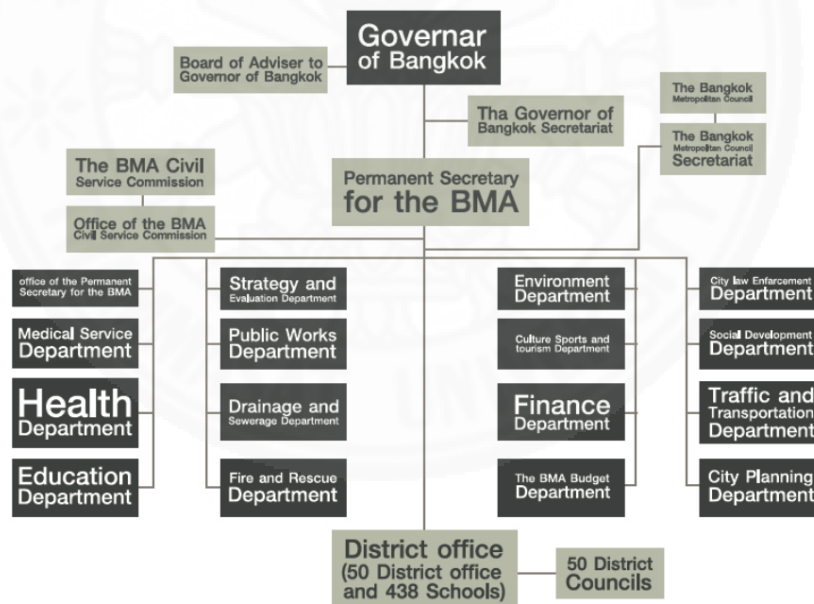 Governar
of Bangkok
Board of Adviser to
Governor of Bangkok
Tha Governor of
Bangkok Secretariat
The Bangkok
Metropolitan Council
The Bangkok
Metropolitan Council
Secretariat
The BMA Civil
Service Commission
Permanent Secretary
for the BMA
Office of the BMA
Civil Service Commission
office of the Permanent
Secretary for the BMA
Strategy and
Evaluation Department
Environment
Department
City law Enfarcement
Department
Medical Service
Department
Public Works
Department
Culture Sports and
tourism Department
Social Development
Department
Health
Department
Drainage and
Sewerage Department
Finance
Department
Traffic and
Transportation
Department
Education
Department
Fire and Rescue
Department
The BMA Budget
Department
City Planning
Department
District office
(50 District office
and 438 Schools)
50 District
Councils